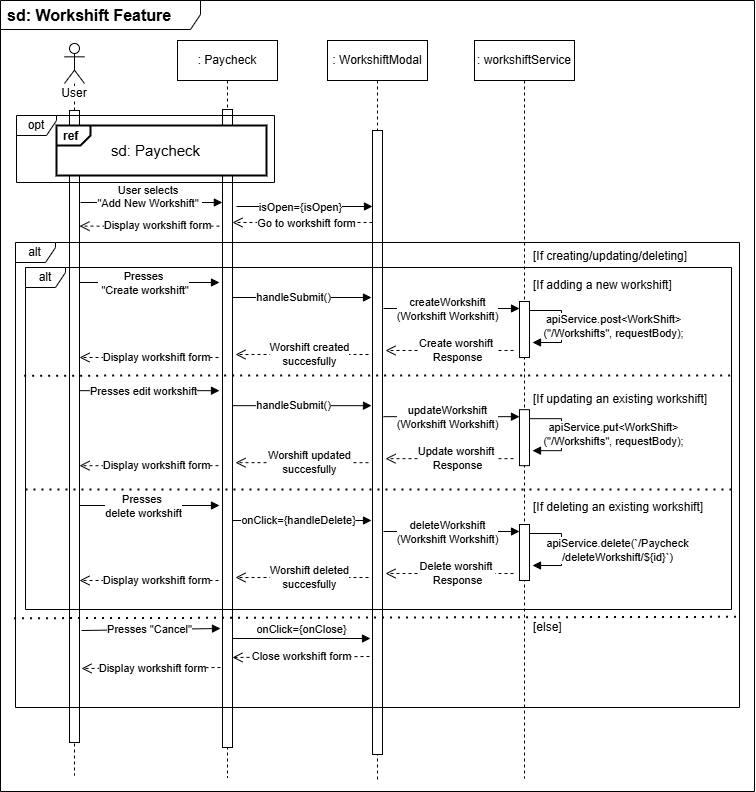 sd: Workshift Feature
: Paycheck
: WorkshiftModal
: workshiftService
User
opt
ref
sd: Paycheck
User selects
"Add New Workshift"
isOpen={isOpen}
Display workshift form
Go to workshift form
alt
[If creating/updating/deleting]
alt
Presses
"Create workshift"
[If adding a new workshift]
handleSubmit()
createWorkshift
(Workshift Workshift)
apiService.post<WorkShift>
("/Workshifts", requestBody);
Display workshift form
Worshift created
succesfully
Create worshift
Response
Presses edit workshift
[If updating an existing workshift]
handleSubmit()
updateWorkshift
(Workshift Workshift)
apiService.put<WorkShift>
("/Workshifts", requestBody);
Display workshift form
Worshift updated
succesfully
Update worshift
Response
Presses
delete workshift
[If deleting an existing workshift]
onClick={handleDelete}
deleteWorkshift
(Workshift Workshift)
apiService.delete(`/Paycheck
/deleteWorkshift/${id}`)
Display workshift form
Worshift deleted
succesfully
Delete worshift
Response
Presses "Cancel"
onClick={onClose}
[else]
Display workshift form
Close workshift form